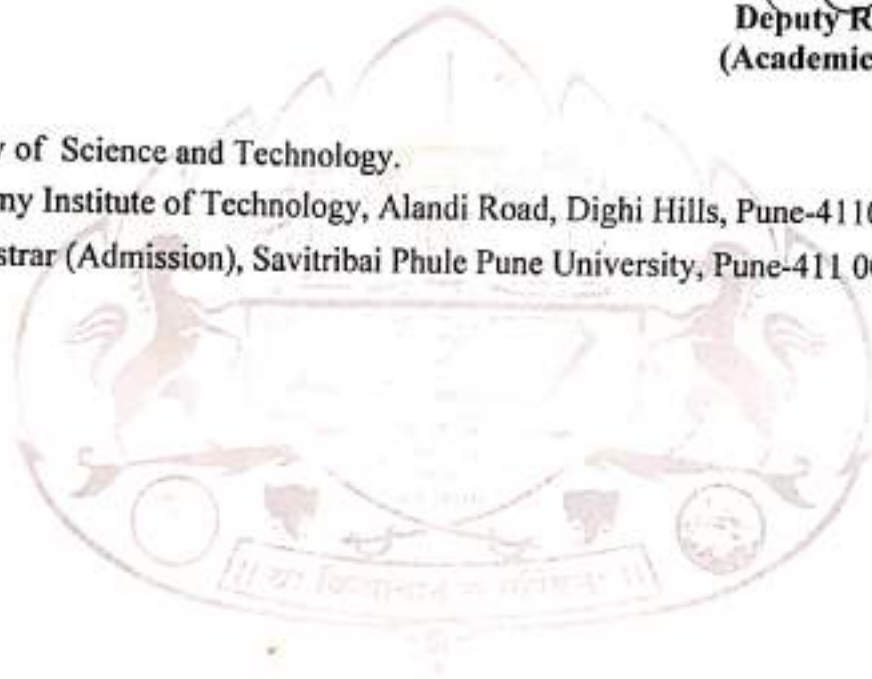 Deputy R
(Academic
of Science and Technology.
ny Institute of Technology, Alandi Road, Dighi Hills, Pune-411
strar (Admission), Savitribai Phule Pune University, Pune-411 0